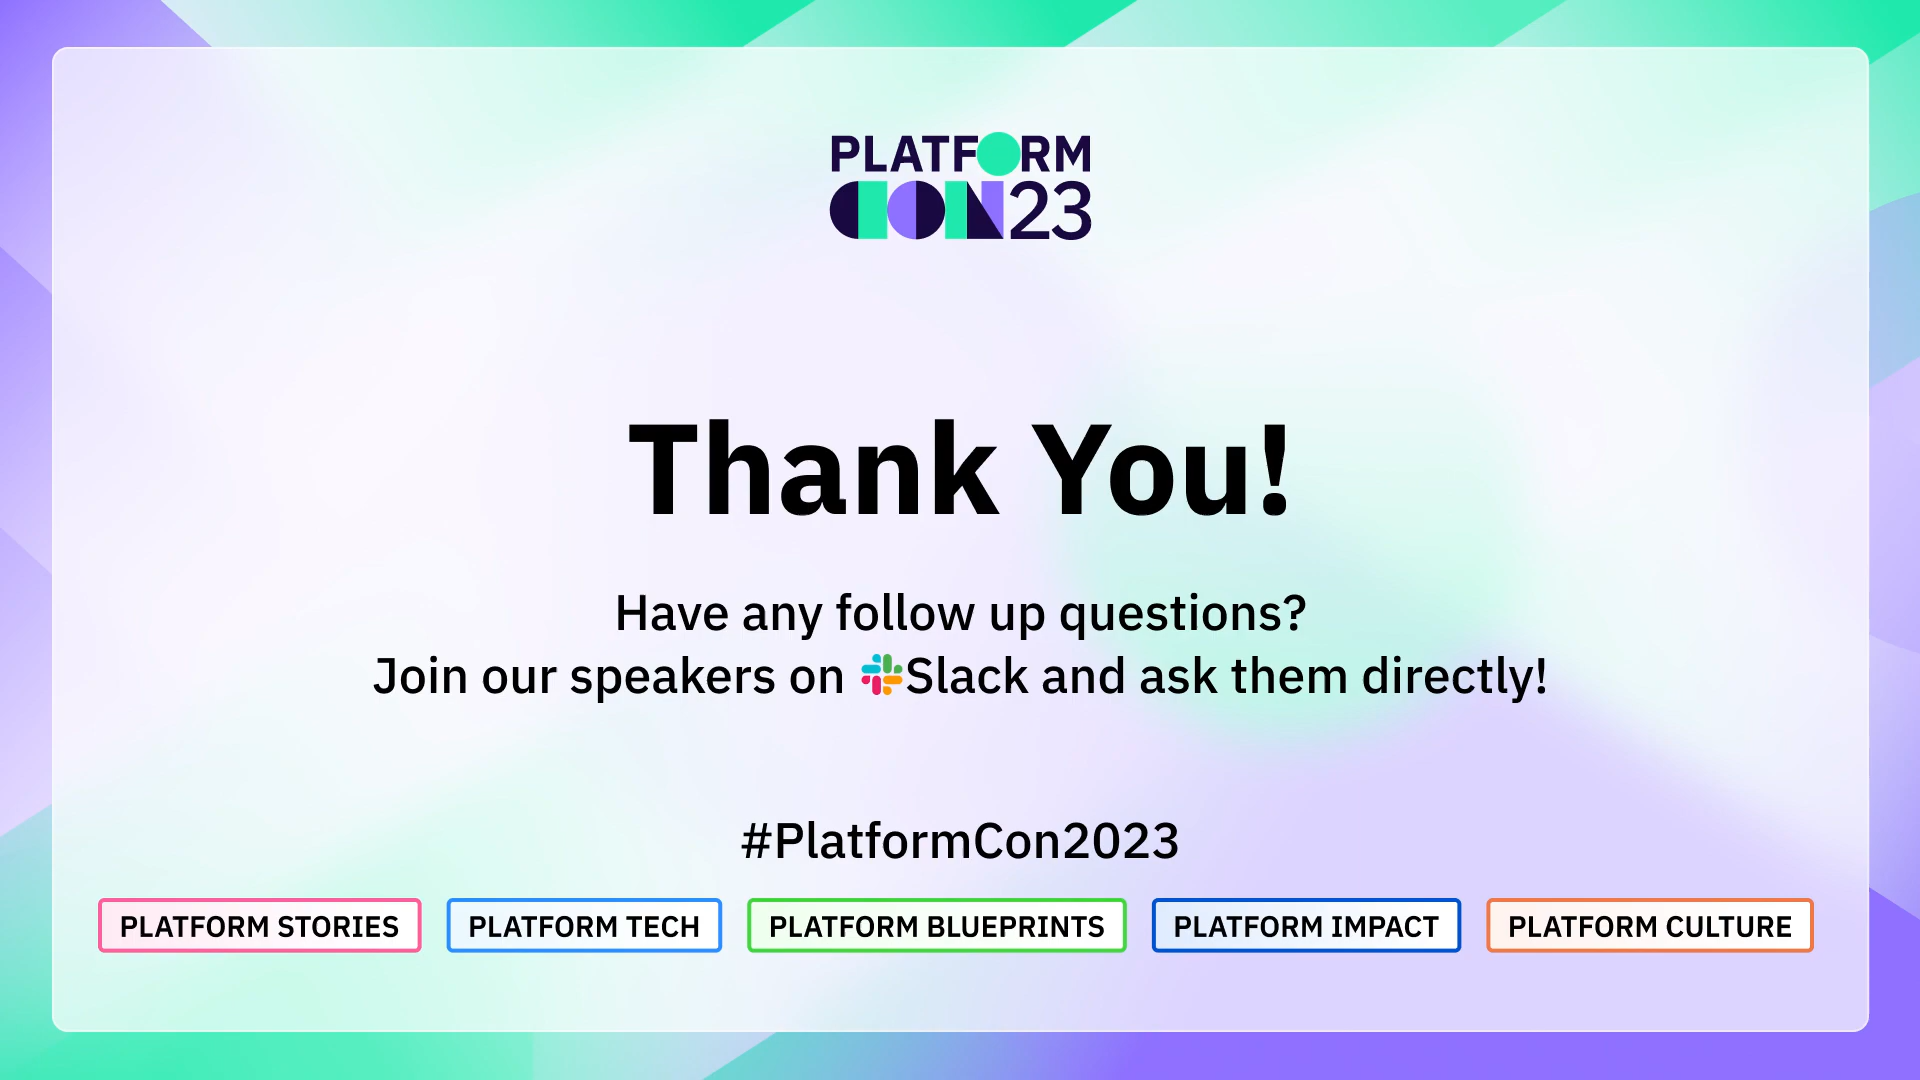 PLATFORM
CON23
Thank You!
Have any follow up questions?
Join our speakers on Slack and ask them directly!
#PlatformCon2023
PLATFORM STORIES
PLATFORM TECH
PLATFORM BLUEPRINTS
PLATFORM IMPACT
PLATFORM CULTURE